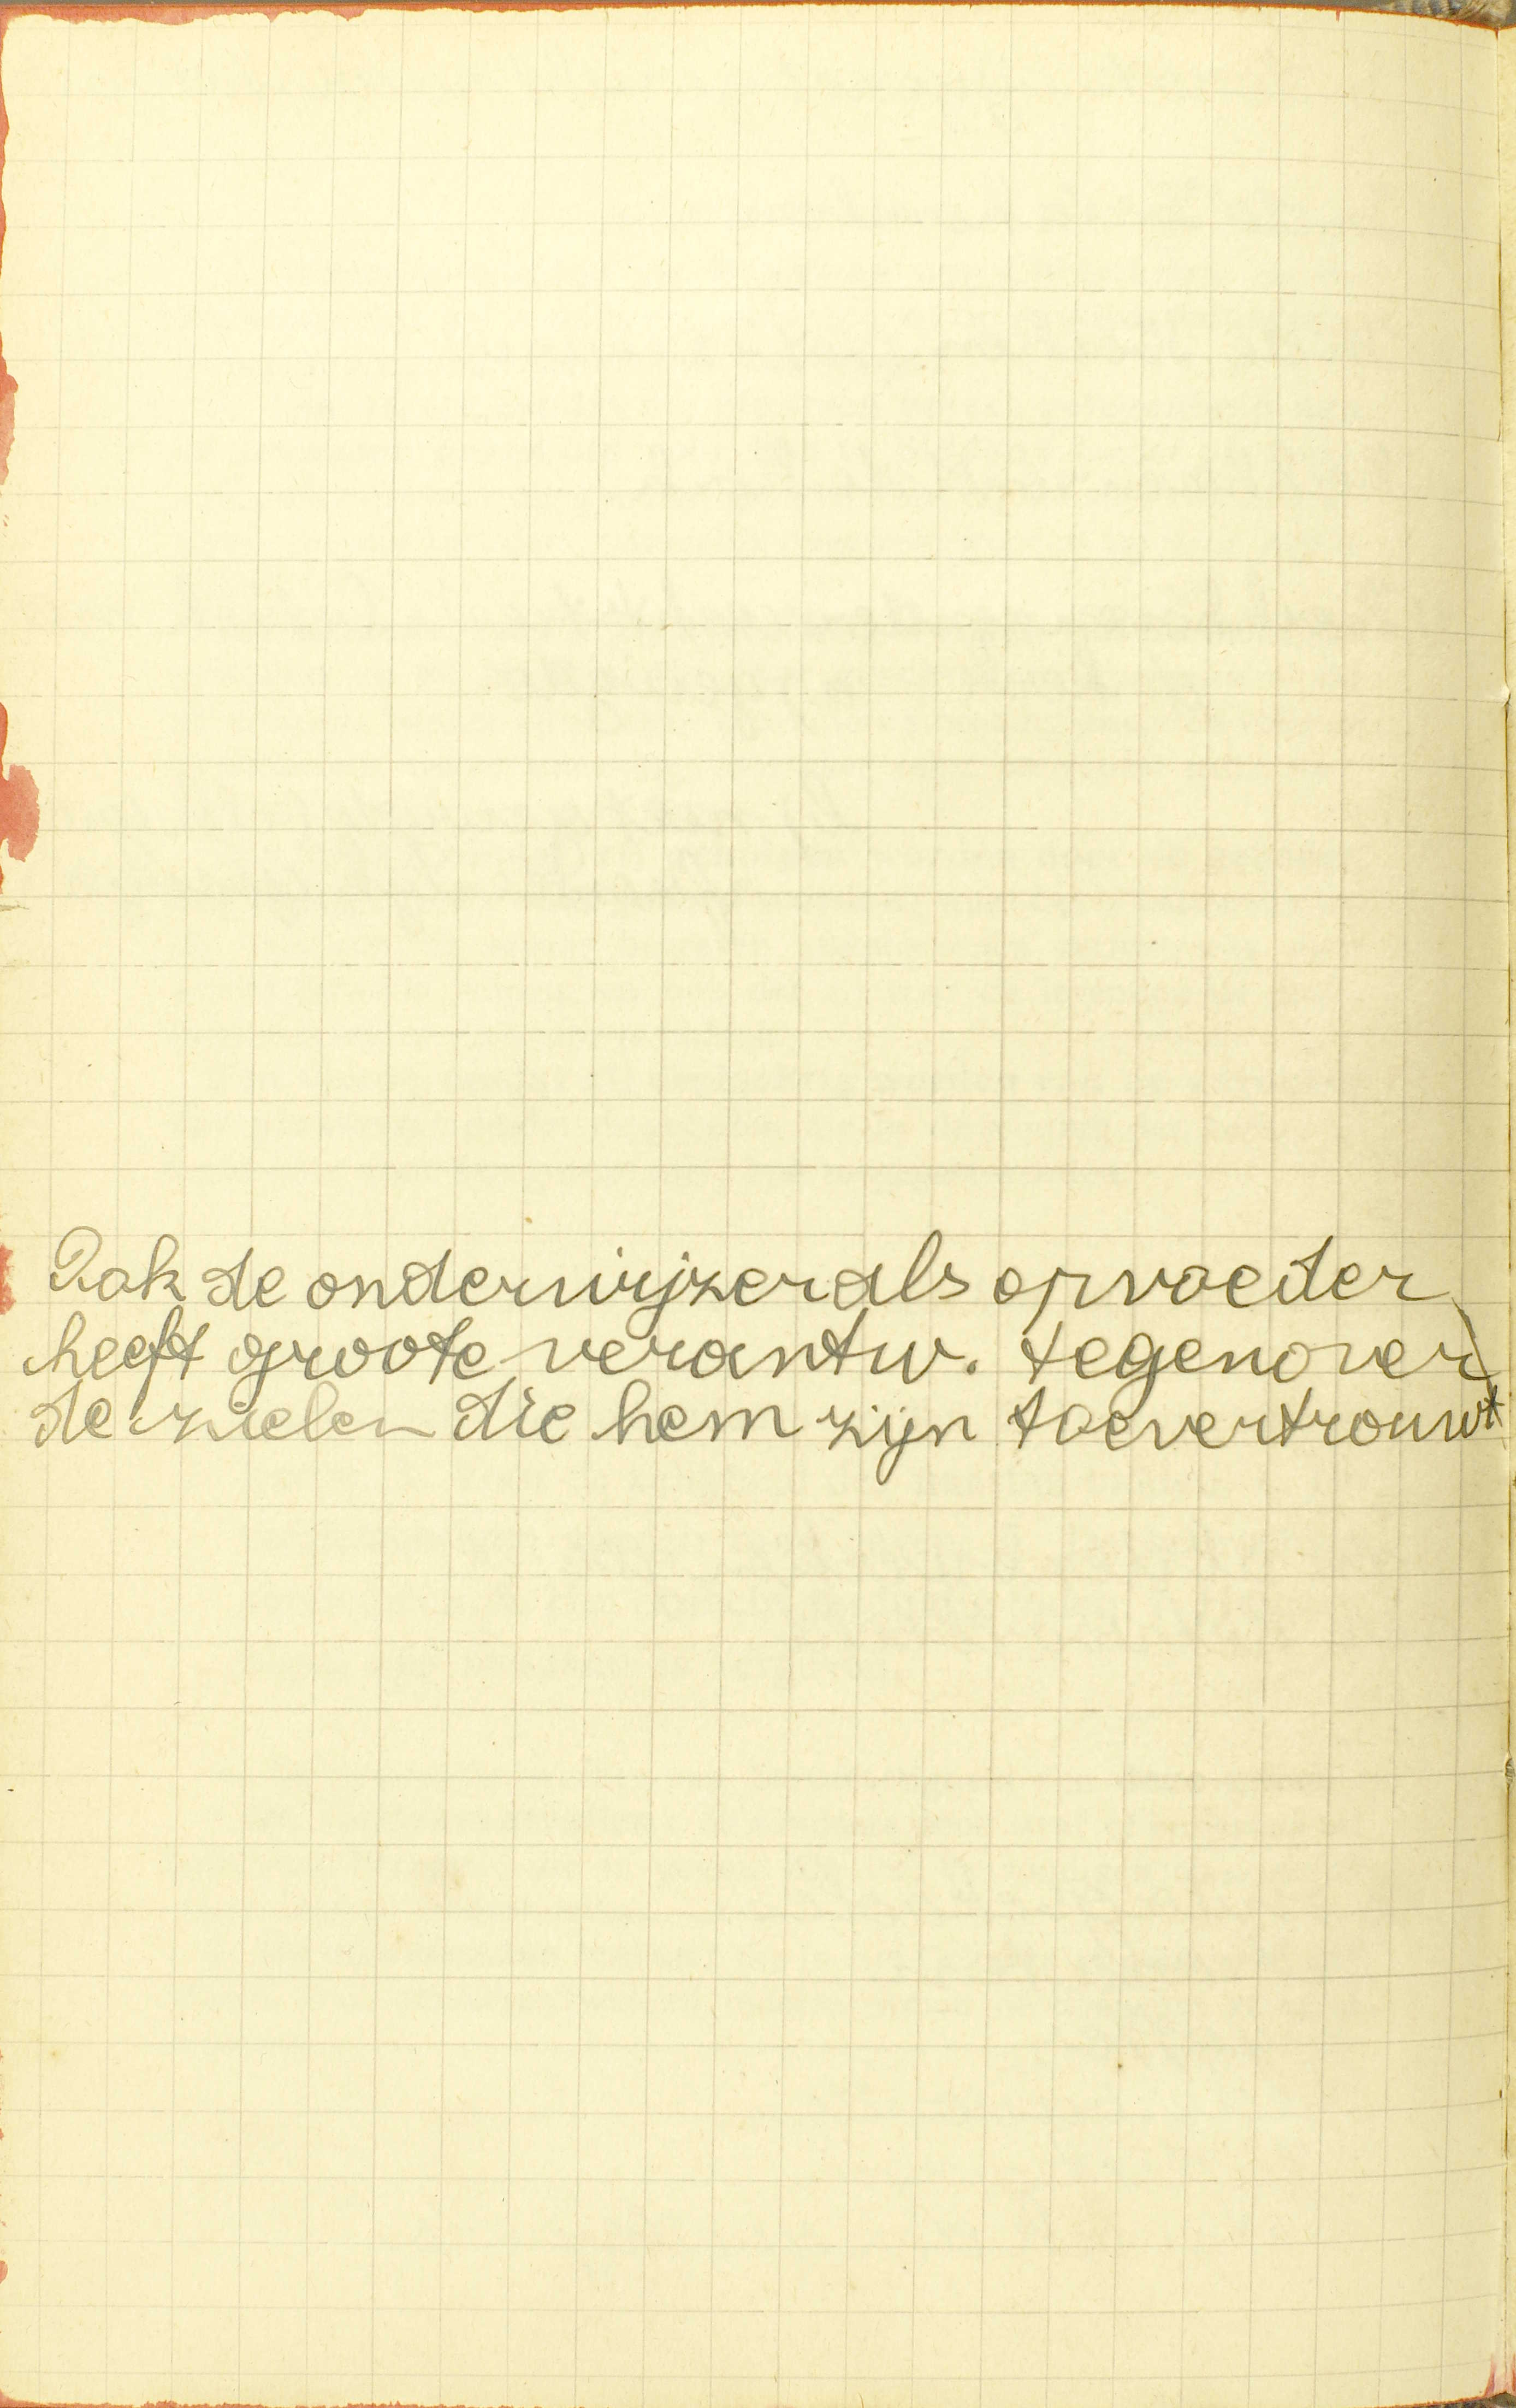 Ook de onderwijzer als opvoeder
heeft groote verantw. tegenover
de zielen die hem zijn toevertrouwt